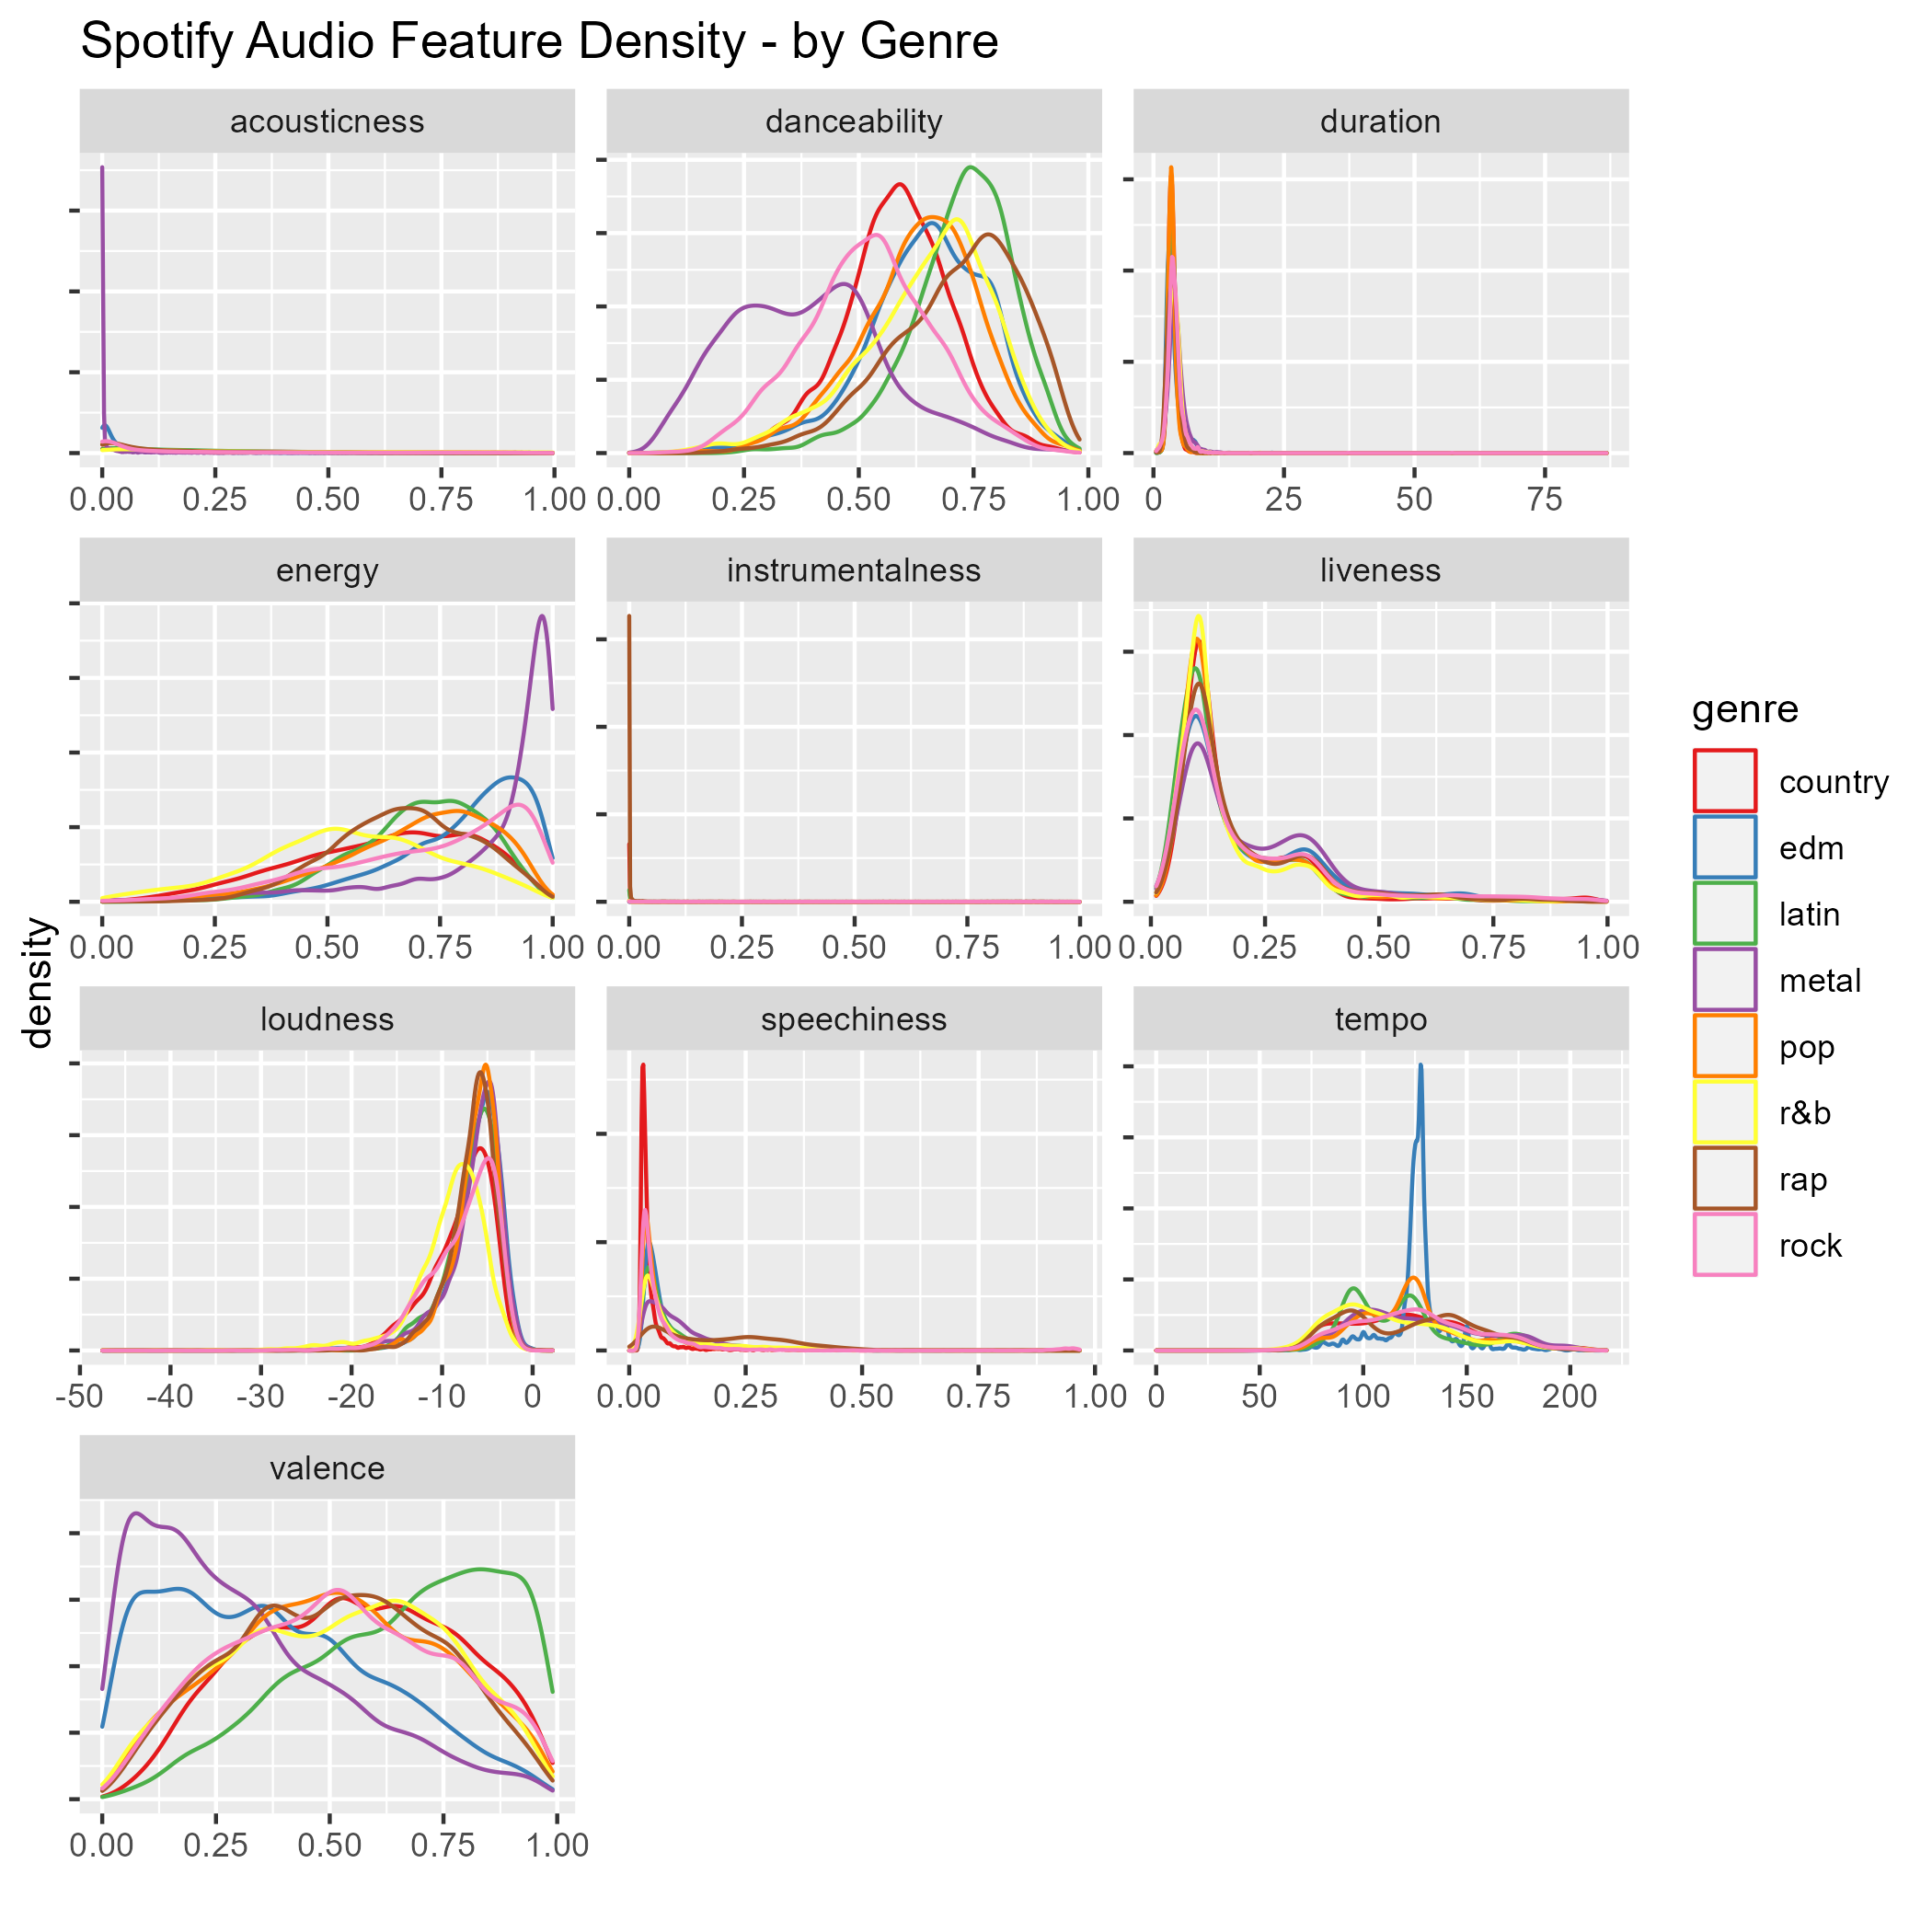 Spotify Audio Feature Density - by Genre
acousticness
danceability
duration
0.00 0.25 0.50 0.75 1.00
0.00 0.25 0.50 0.75 1.00
0 25 50 75
energy
instrumentalness
liveness
0.00 0.25 0.50 0.75 1.00
0.00 0.25 0.50 0.75 1.00
0.00 0.25 0.50 0.75 1.00
loudness
speechiness
tempo
-50 -40 -30 -20 -10 0
0.00 0.25 0.50 0.75 1.00
0 50 100 150 200
valence
0.00 0.25 0.50 0.75 1.00
density
genre
country
edm
latin
metal
pop
r&b
rap
rock